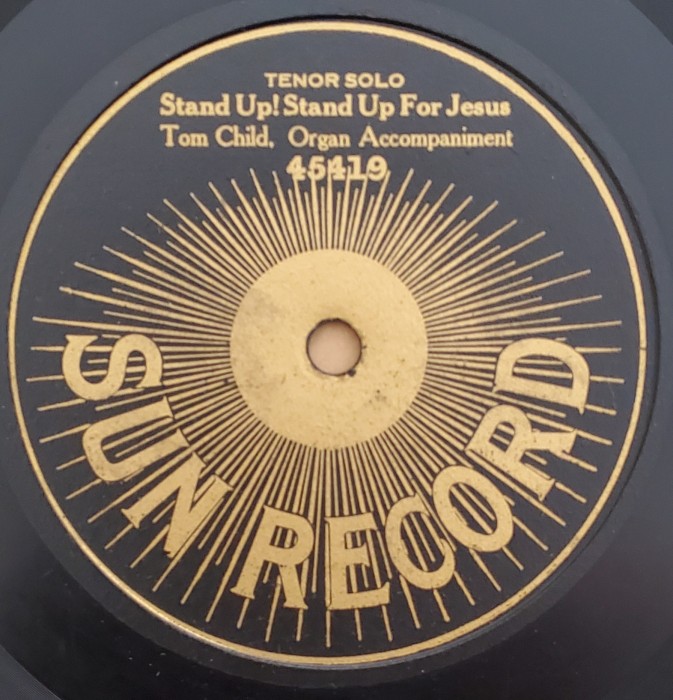 TENOR SOLO
Stand Up! Stand Up For Jesus
Tom Child, Organ Accompaniment
45419
SUN RECORD